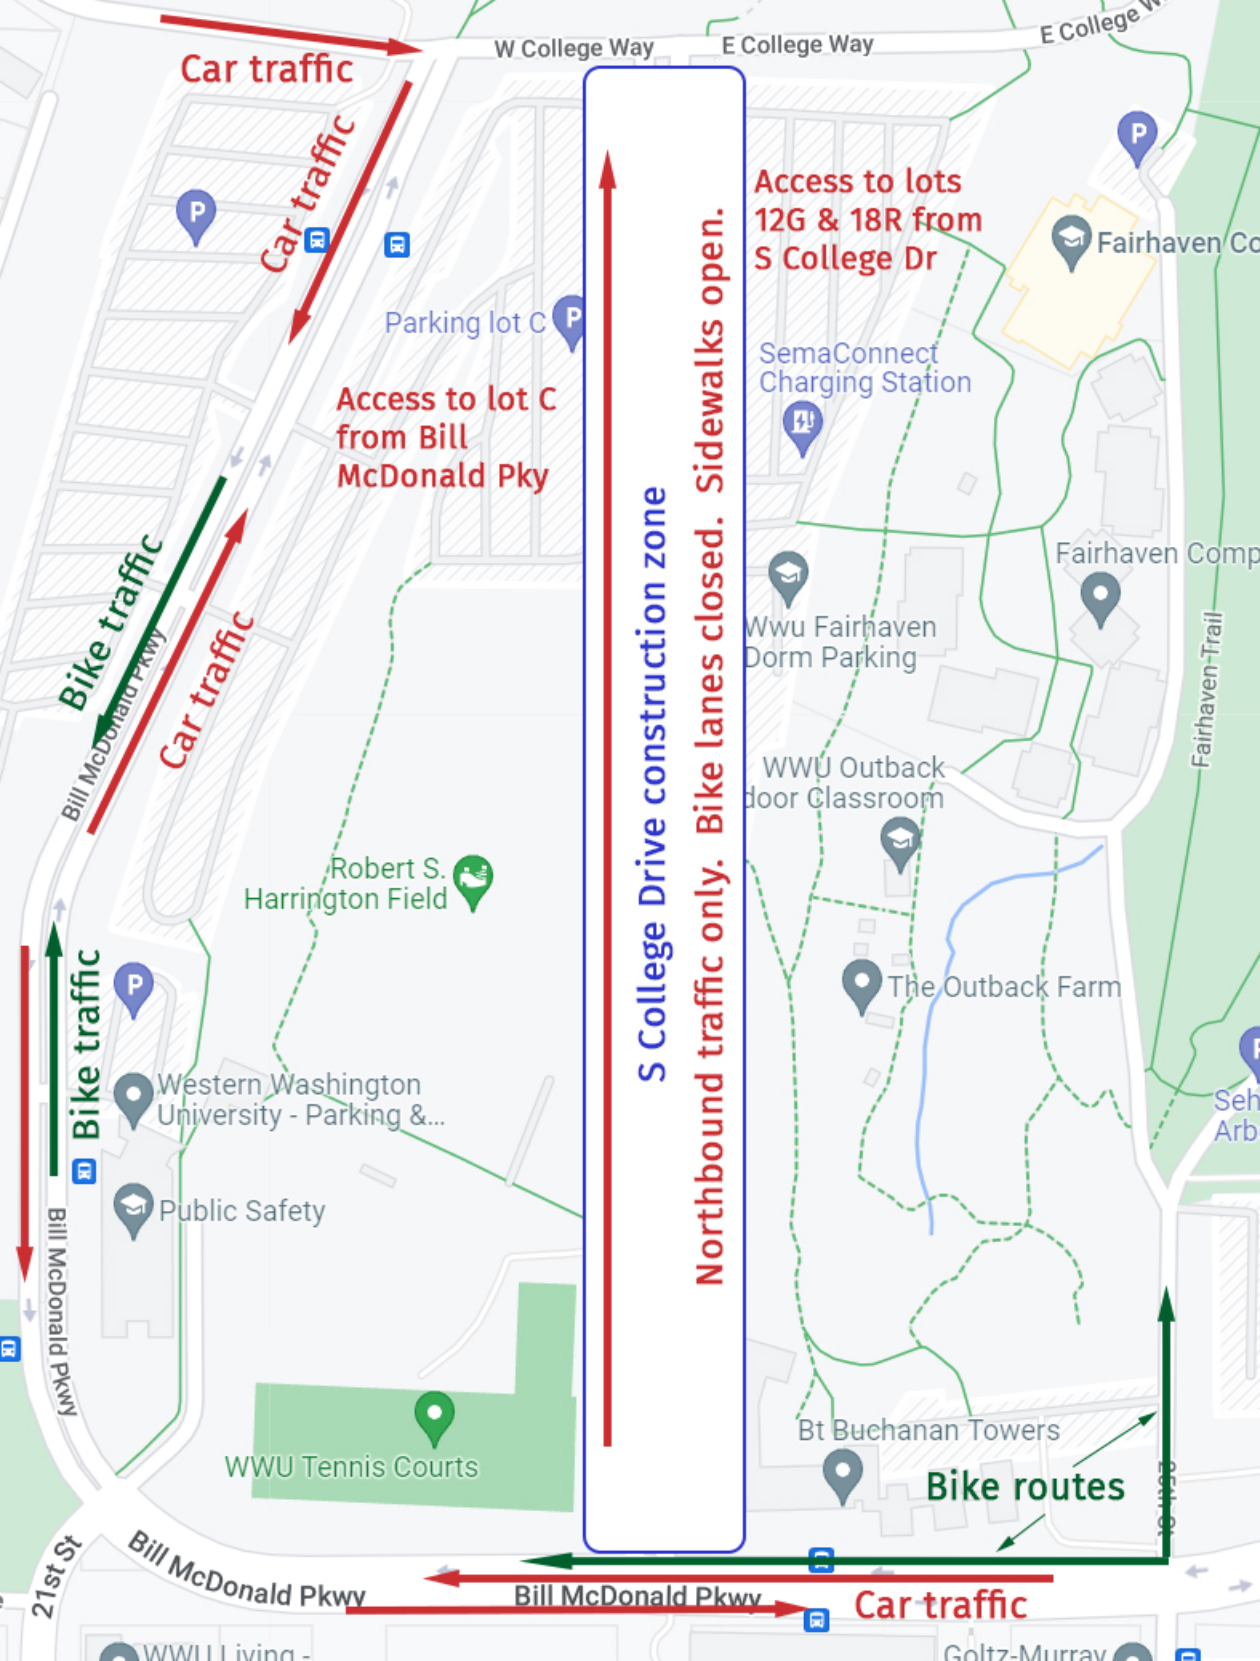 W College Way
E College Way
E College W
Car traffic
Car traffic
P
P
Access to lots
12G & 18R from
S College Dr
Fairhaven Co
Parking lot C
P
SemaConnect
Charging Station
Access to lot C
from Bill
McDonald Pky
S College Drive construction zone
Northbound traffic only. Bike lanes closed. Sidewalks open.
Bike traffic
Car traffic
Bill McDonald Pkwy
Fairhaven Comp
Wwu Fairhaven
Dorm Parking
Fairhaven Trail
WWU Outback
door Classroom
Robert S.
Harrington Field
Bike traffic
P
The Outback Farm
Western Washington
University - Parking &...
P
Seh
Arb
Public Safety
Bill McDonald Pkwy
Bt Buchanan Towers
WWU Tennis Courts
Bike routes
21st St
Bill McDonald Pkwy
Bill McDonald Pkwy
Car traffic
WWU Living -
Goltz-Murray